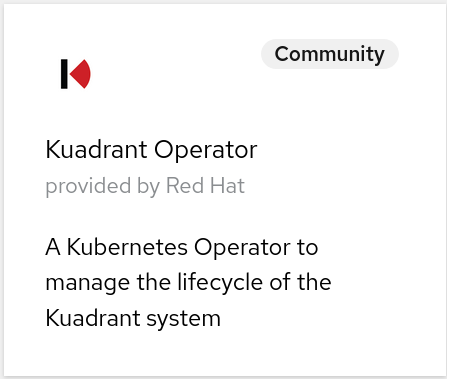 Community
Kuadrant Operator
provided by Red Hat
A Kubernetes Operator to
manage the lifecycle of the
Kuadrant system